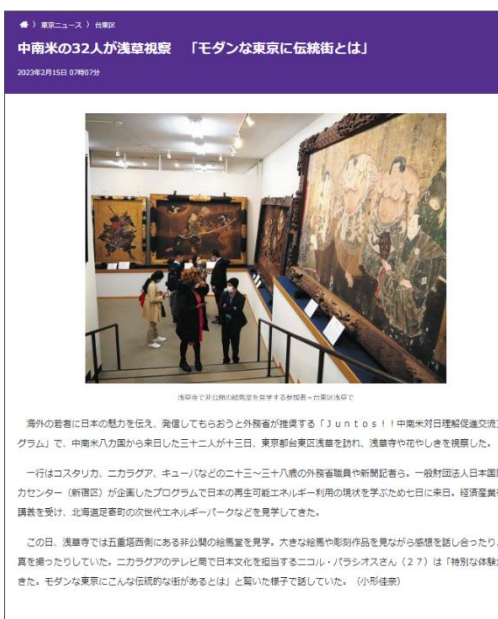 東京ニュース 〉 台東区
中南米の32人が浅草視察　「モダンな東京に伝統街とは」
2023年2月15日 07時07分
浅草寺で非公開の絵馬堂を見学する参加者=台東区浅草で
海外の若者に日本の魅力を伝え、発信してもらおうと外務省が推奨する「Ｊｕｎｔｏｓ！！中南米対日理解促進交流プロ
グラム」で、中南米八カ国から来日した三十二人が十三日、東京都台東区浅草を訪れ、浅草寺や花やしきを視察した。
一行はコスタリカ、ニカラグア、キューバなどの二十三〜三十八歳の外務省職員や新聞記者ら。一般財団法人日本国
力センター（新宿区）が企画したプログラムで日本の再生可能エネルギー利用の現状を学ぶため七日に来日。経済産業
講義を受け、北海道足寄町の次世代エネルギーパークなどを見学してきた。
この日、浅草寺では五重塔西側にある非公開の絵馬堂を見学。大きな絵馬や彫刻作品を見ながら感想を話し合ったり、
真を撮ったりしていた。ニカラグアのテレビ局で日本文化を担当するニコル・パラシオスさん（２７）は「特別な体験
きた。モダンな東京にこんな伝統的な街があるとは」と驚いた様子で話していた。（小形佳奈）